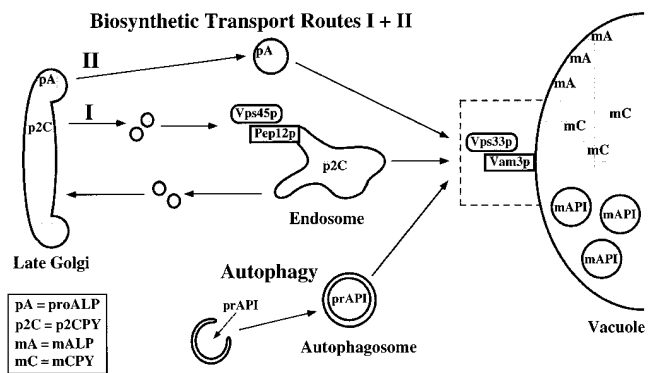 Biosynthetic Transport Routes I + II
pA
II
pA
mA
mA
mA
p2C
I
Vps45p
Pep12p
p2C
Endosome
Vps33p
Vam3p
mC
mC
mC
mAPI
mAPI
mAPI
Late Golgi
Autophagy
prAPI
prAPI
Autophagosome
Vacuole
pA = proALP
p2C = p2CPY
mA = mALP
mC = mCPY